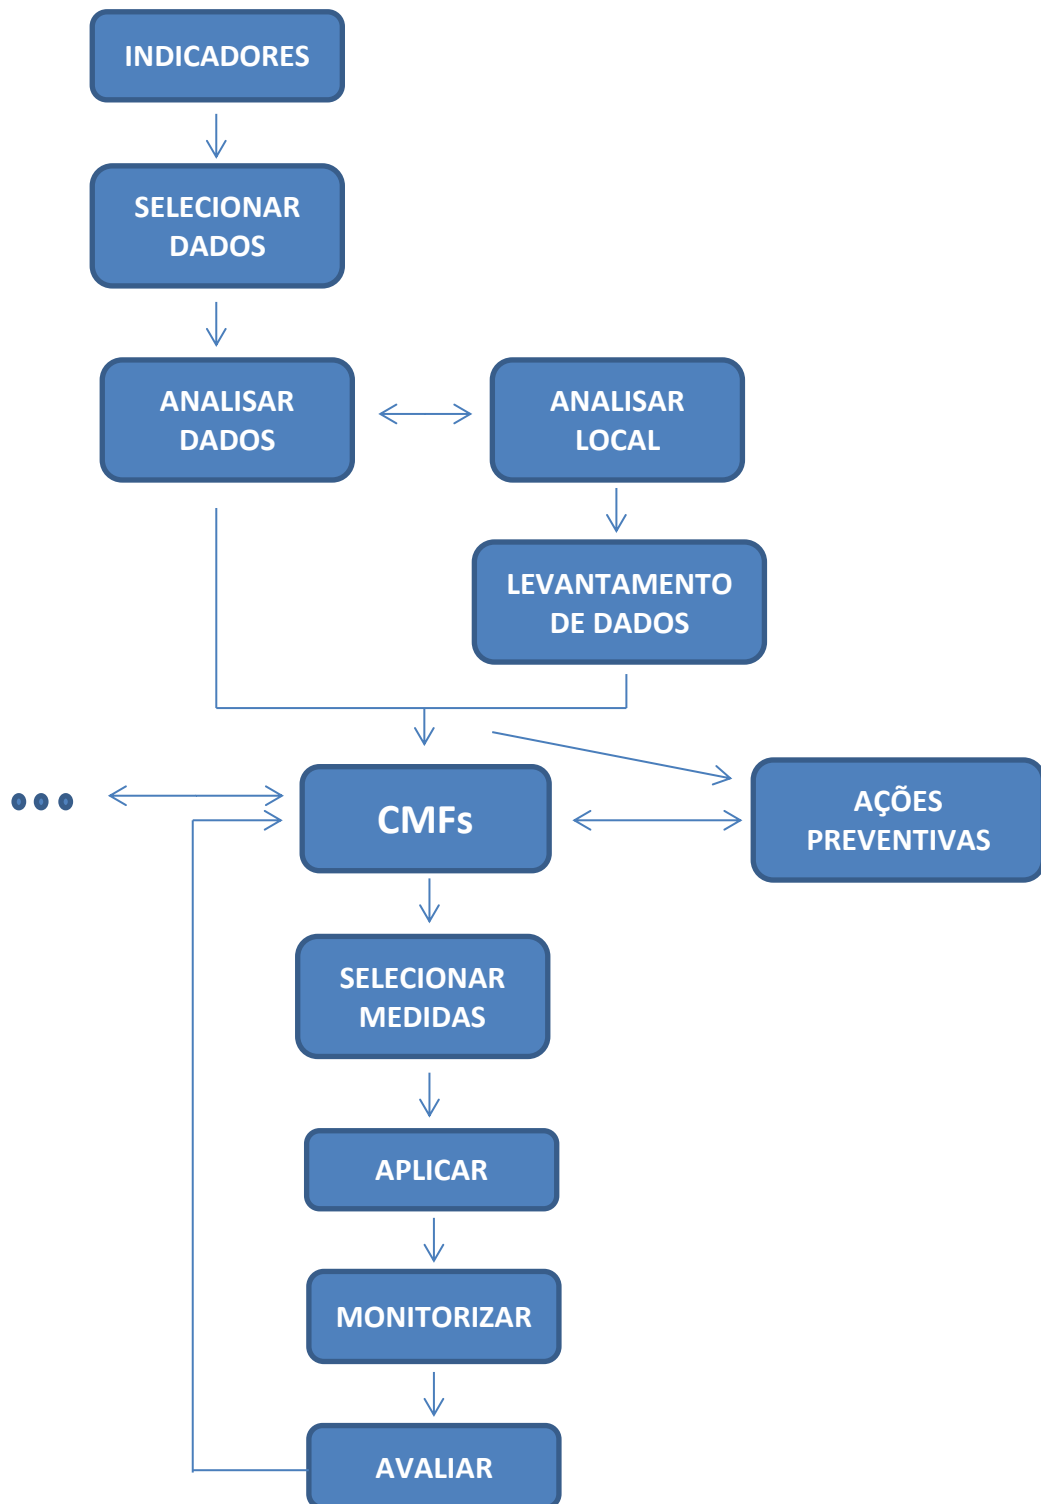 INDICADORES
SELECIONAR
DADOS
ANALISAR
DADOS
ANALISAR
LOCAL
LEVANTAMENTO
DE DADOS
CMFs
AÇÕES
PREVENTIVAS
SELECIONAR
MEDIDAS
APLICAR
MONITORIZAR
AVALIAR